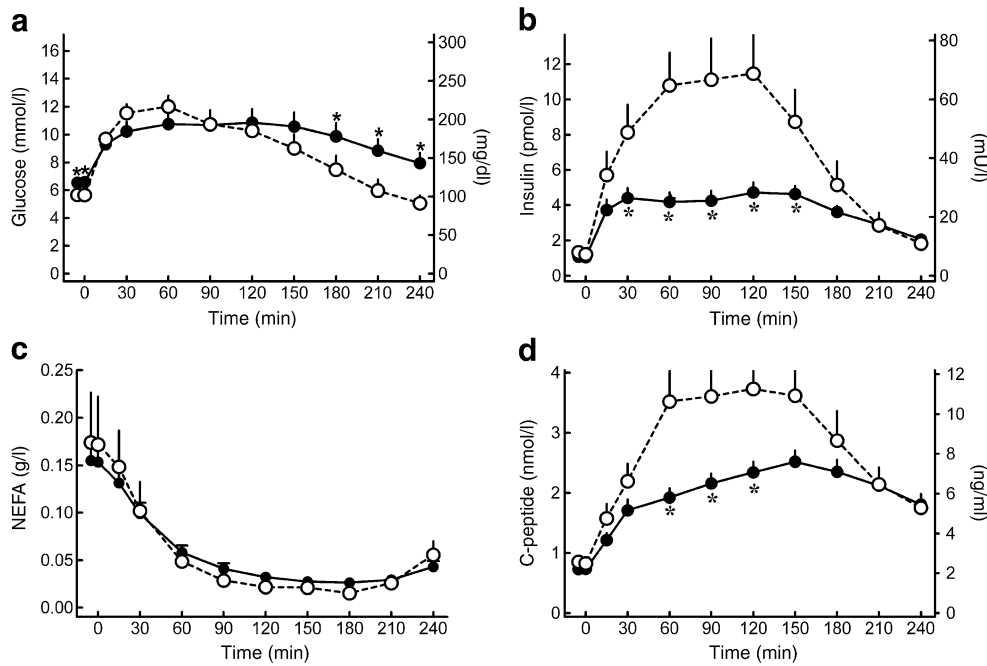 a
Glucose (mmol/l)
16
14
12
10
8
6
4
2
0
300
250
200
150
100
50
0
(mg/dl)
* *
*
*
*
0 30 60 90 120 150 180 210 240
Time (min)
b
Insulin (pmol/l)
12
10
8
6
4
2
0
80
60
40
20
0
(mU/l)
* * * * *
0 30 60 90 120 150 180 210 240
Time (min)
c
NEFA (g/l)
0.25
0.20
0.15
0.10
0.05
0.00
0 30 60 90 120 150 180 210 240
Time (min)
d
C-peptide (nmol/l)
4
3
2
1
0
12
10
8
6
4
2
0
(ng/ml)
* * *
0 30 60 90 120 150 180 210 240
Time (min)